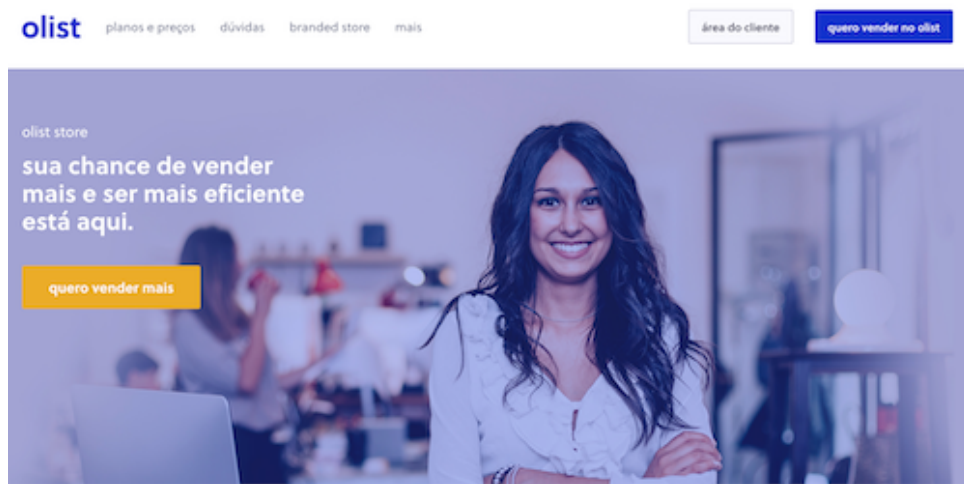 olist
planos e preços
dúvidas
branded store
mais
área do cliente
quero vender no olist
olist store
sua chance de vender
mais e ser mais eficiente
está aqui.
quero vender mais